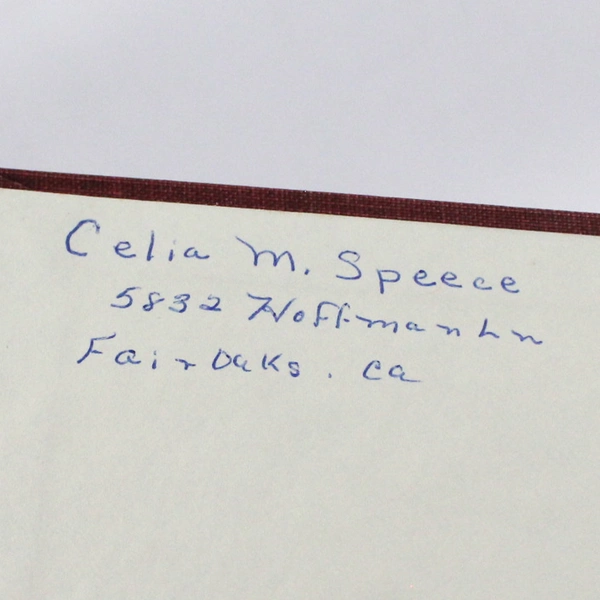 Celia M. Speece
5832 Hoffman Ln
Fair Oaks. Ca